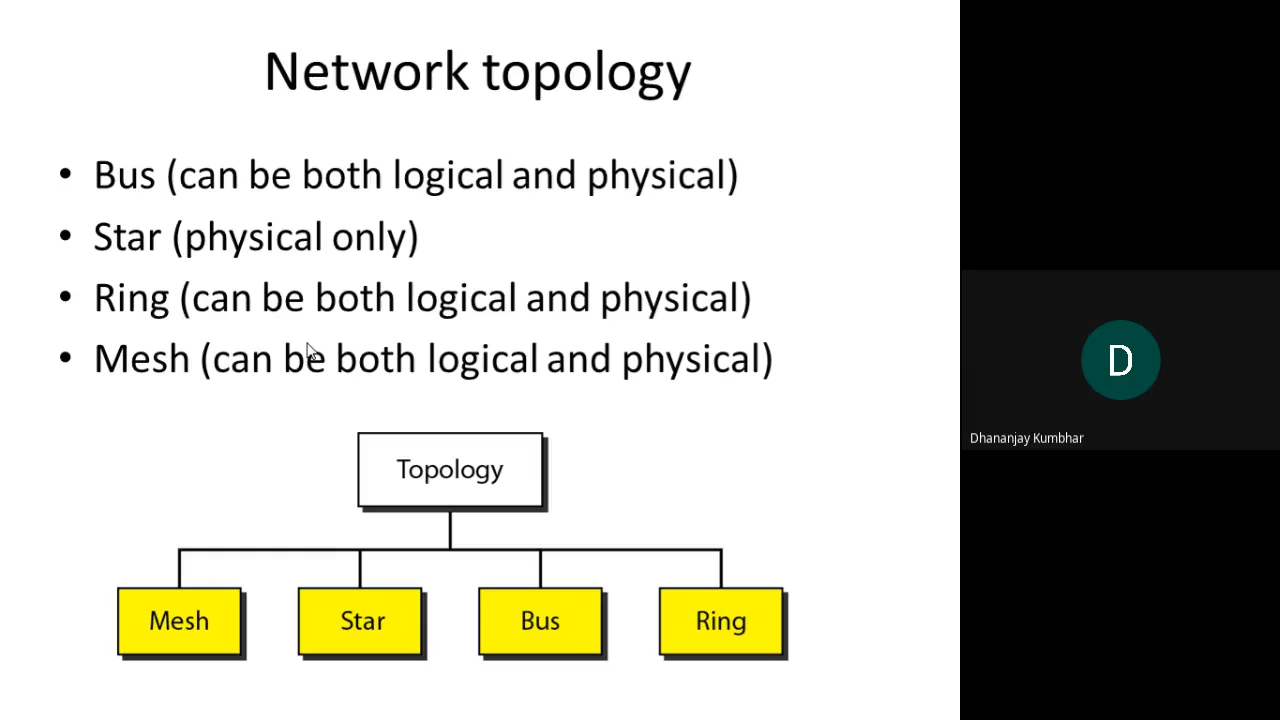 Network topology
• Bus (can be both logical and physical)
• Star (physical only)
• Ring (can be both logical and physical)
• Mesh (can be both logical and physical)
Topology
Mesh
Star
Bus
Ring
D
Dhananjay Kumbhar